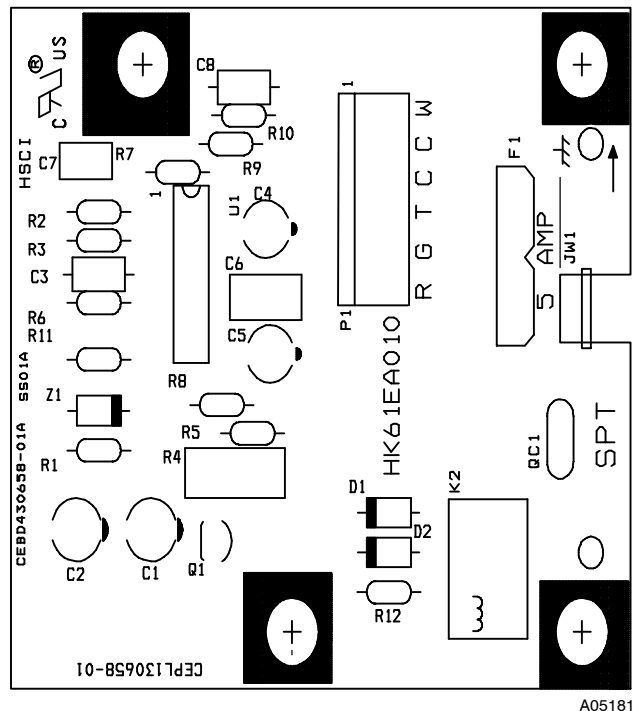 US
®
C
C8
1
R10
R9
W
C
C
T
G
R
F1
HSCI
C7
R7
1
U1
C4
R2
R3
C3
C6
5 AMP
JW1
R6
R11
C5
P1
HK61EA010
SS01A
R8
Z1
R5
R4
R1
CEBD430658-01A
QC1
SPT
K2
D1
D2
C2
C1
Q1
R12
CEPL130658-01
A05181